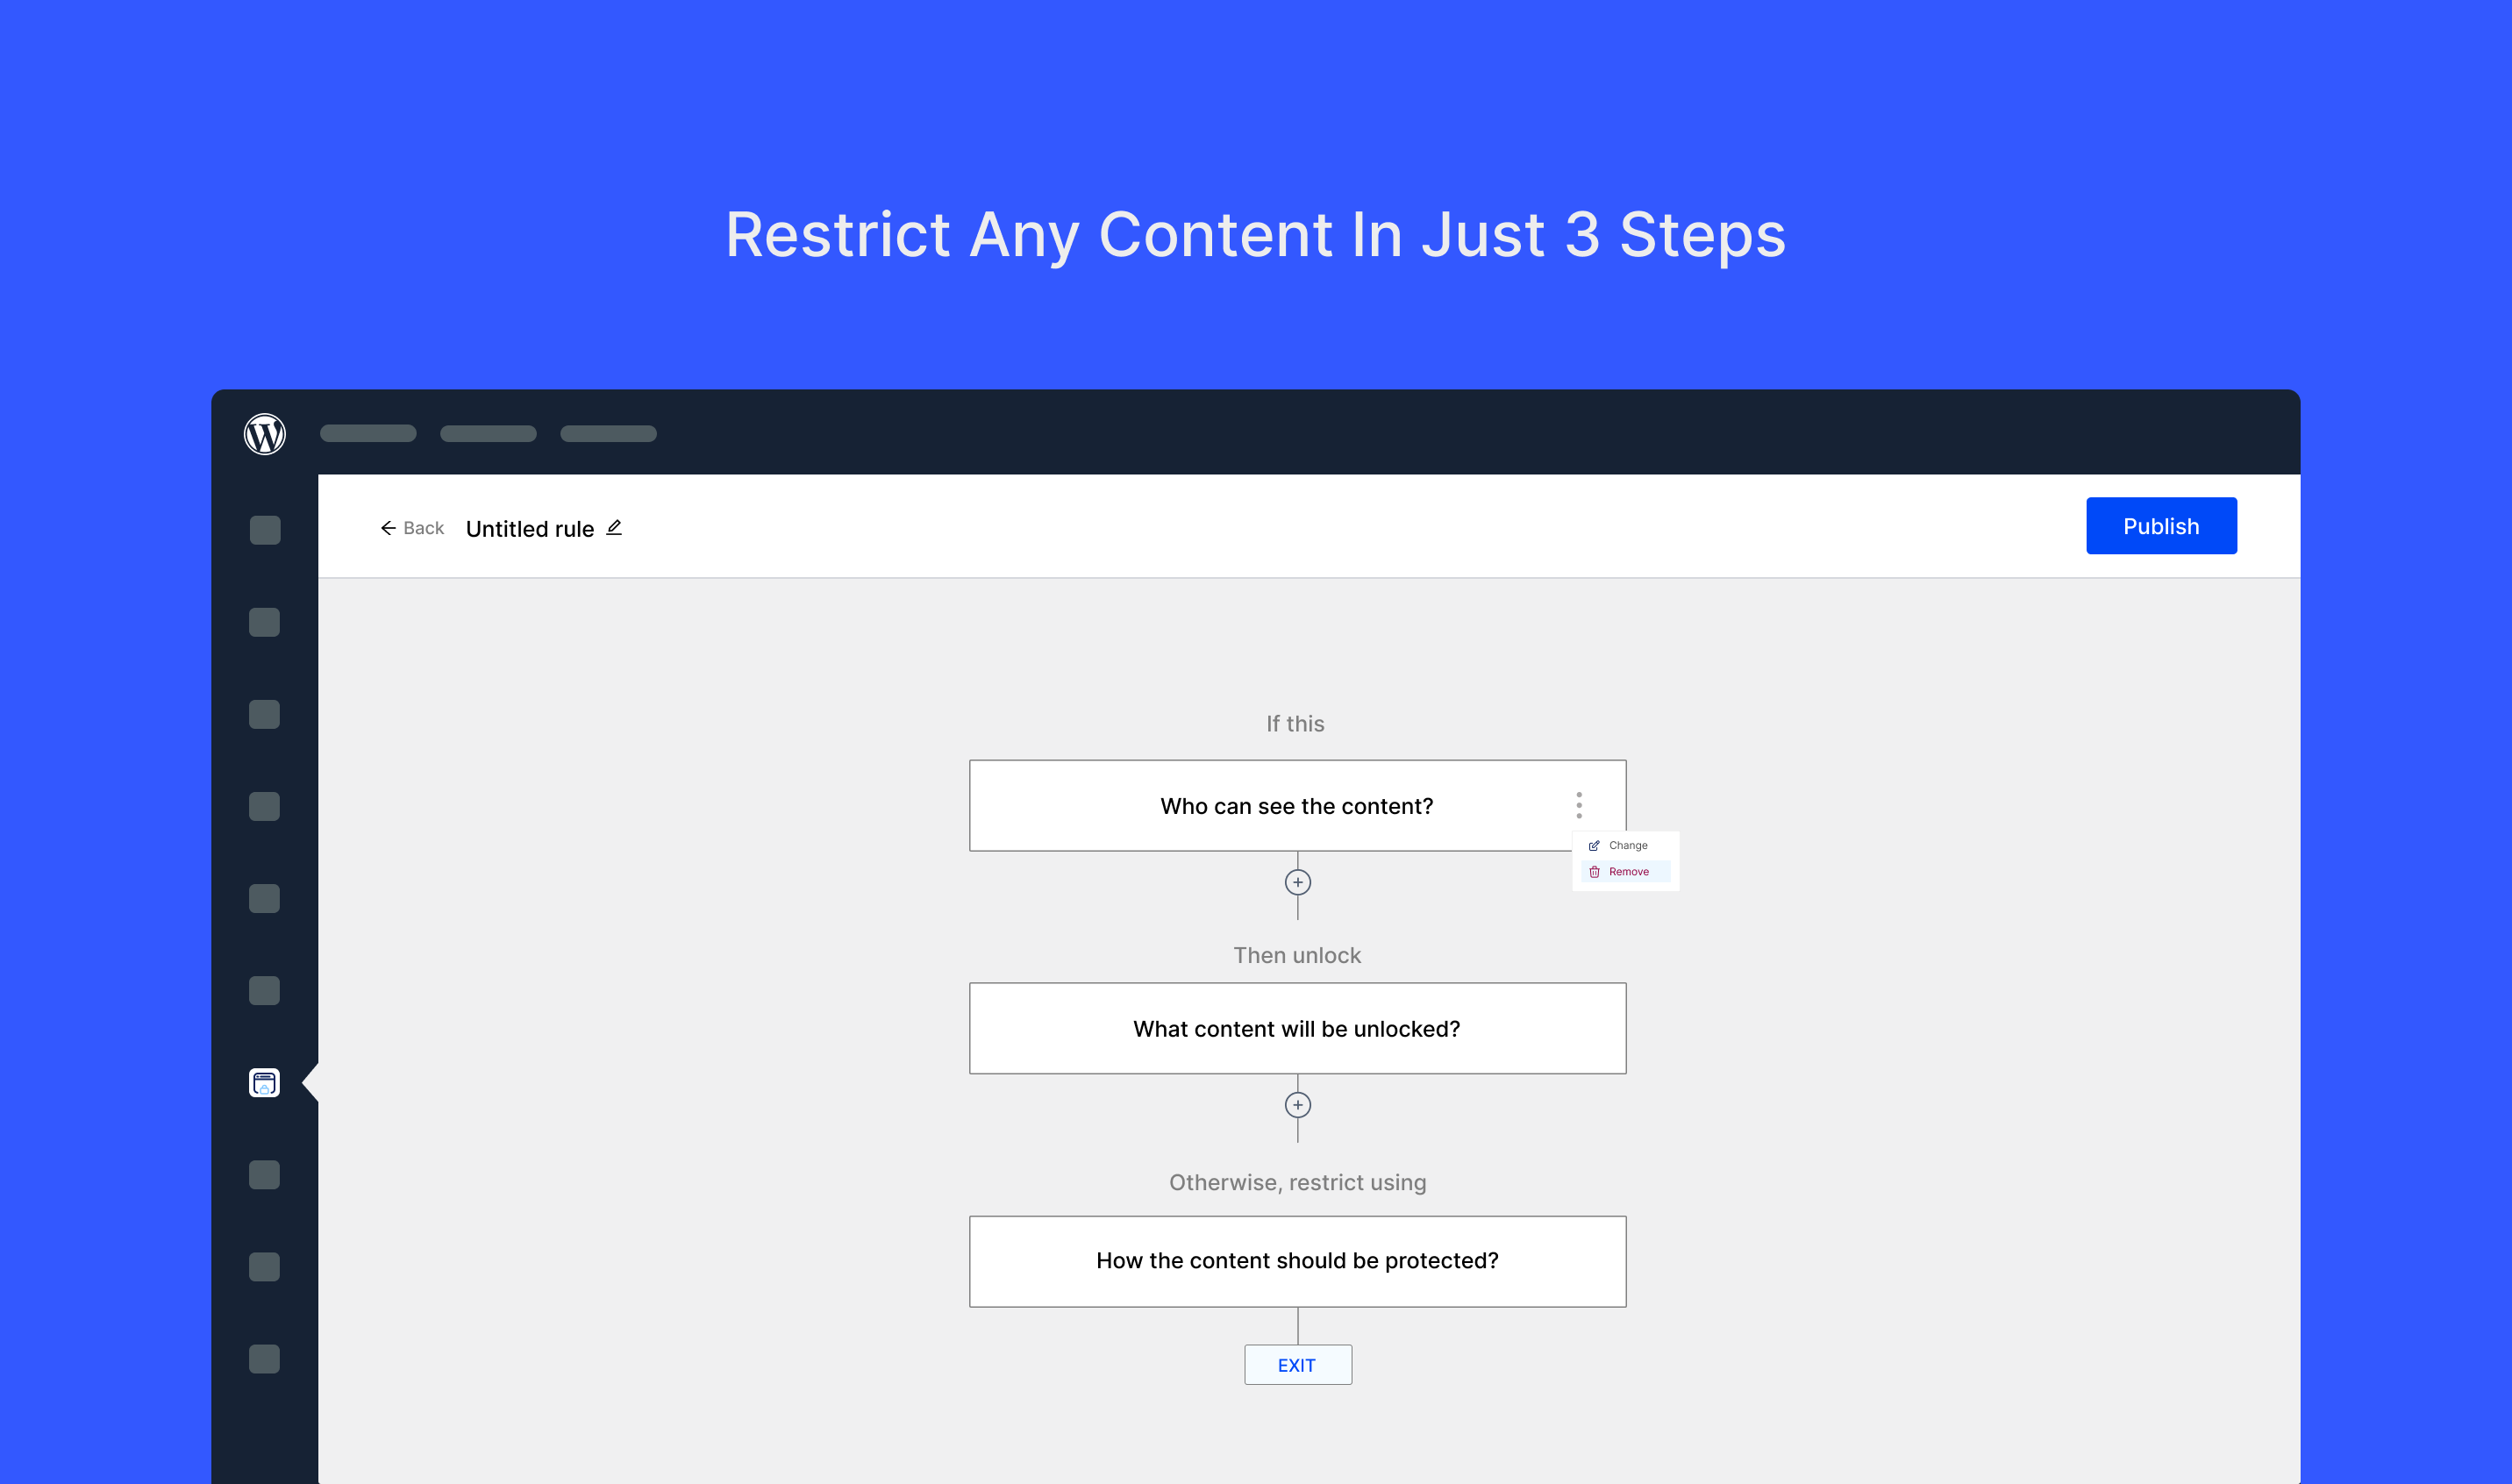 Restrict Any Content In Just 3 Steps
Back
Untitled rule
Publish
If this
Who can see the content?
Change
Remove
Then unlock
What content will be unlocked?
Otherwise, restrict using
How the content should be protected?
EXIT